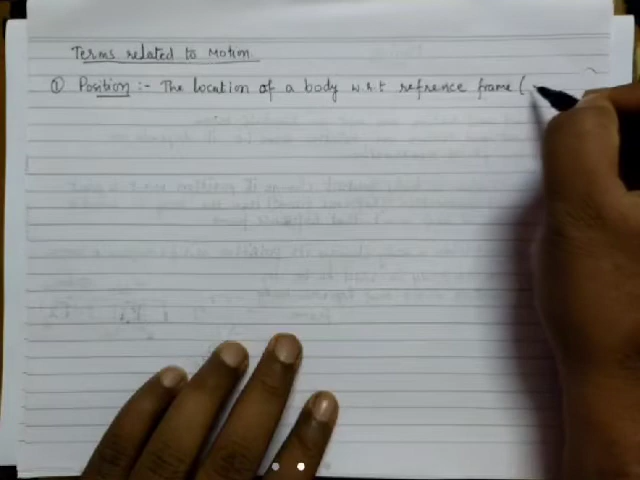 Terms related to Motion
① Position :- The location of a body w.r.t refrence frame (